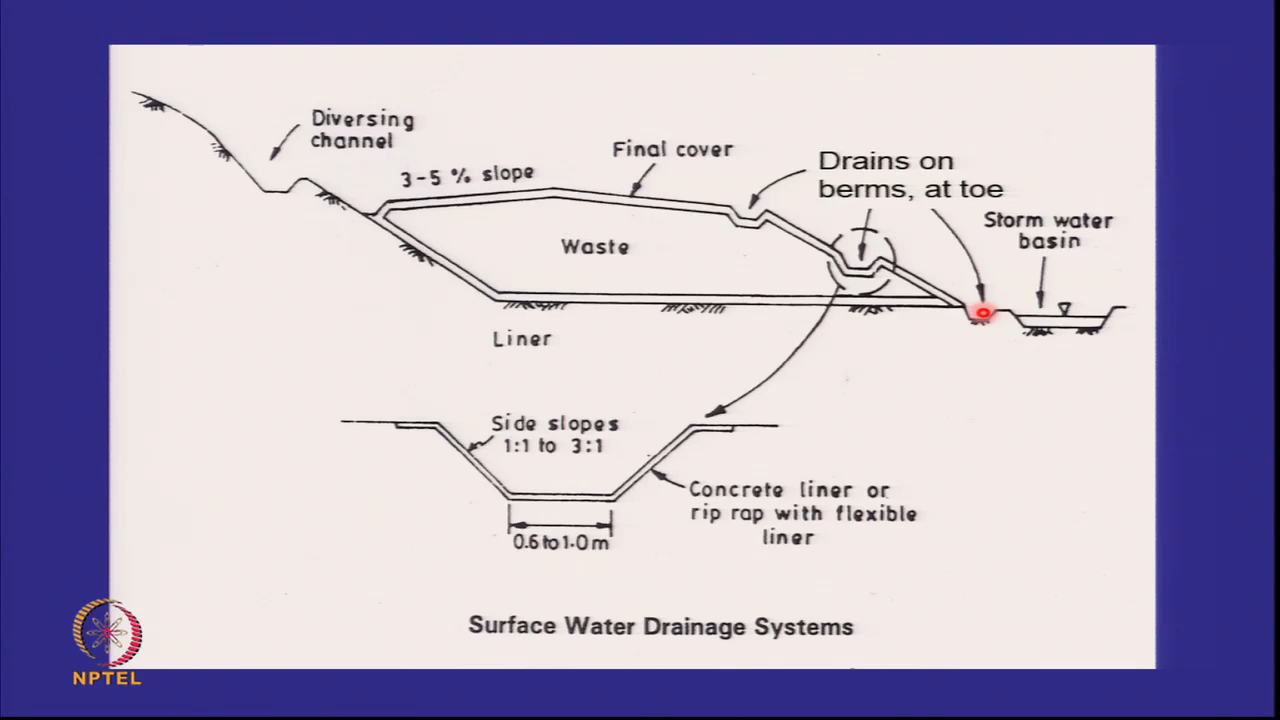 Diversing
channel
3-5 % slope
Final cover
Drains on
berms, at toe
Storm water
basin
Waste
Liner
Side slopes
1:1 to 3:1
Concrete liner or
rip rap with flexible
liner
0.6 to 1.0 m
Surface Water Drainage Systems
NPTEL